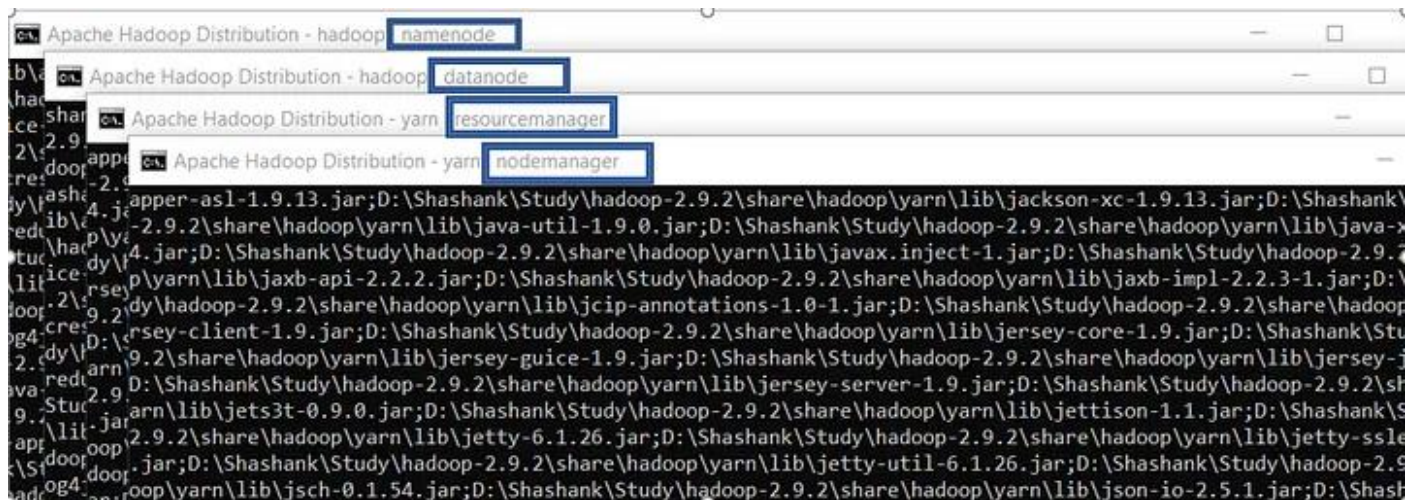 Apache Hadoop Distribution - hadoop namenode
Apache Hadoop Distribution - hadoop datanode
Apache Hadoop Distribution - yarn resourcemanager
Apache Hadoop Distribution - yarn nodemanager
apper-asl-1.9.13.jar;D:\Shashank\Study\hadoop-2.9.2\share\hadoop\yarn\lib\jackson-xc-1.9.13.jar;D:\Shashank\
-2.9.2\share\hadoop\yarn\lib\java-util-1.9.0.jar;D:\Shashank\Study\hadoop-2.9.2\share\hadoop\yarn\lib\java-x
4.jar;D:\Shashank\Study\hadoop-2.9.2\share\hadoop\yarn\lib\javax.inject-1.jar;D:\Shashank\Study\hadoop-2.9.2
p\yarn\lib\jaxb-api-2.2.2.jar;D:\Shashank\Study\hadoop-2.9.2\share\hadoop\yarn\lib\jaxb-impl-2.2.3-1.jar;D:\
dy\hadoop-2.9.2\share\hadoop\yarn\lib\jcip-annotations-1.0-1.jar;D:\Shashank\Study\hadoop-2.9.2\share\hadoop
rsey-client-1.9.jar;D:\Shashank\Study\hadoop-2.9.2\share\hadoop\yarn\lib\jersey-core-1.9.jar;D:\Shashank\Stu
9.2\share\hadoop\yarn\lib\jersey-guice-1.9.jar;D:\Shashank\Study\hadoop-2.9.2\share\hadoop\yarn\lib\jersey-j
D:\Shashank\Study\hadoop-2.9.2\share\hadoop\yarn\lib\jersey-server-1.9.jar;D:\Shashank\Study\hadoop-2.9.2\sh
arn\lib\jets3t-0.9.0.jar;D:\Shashank\Study\hadoop-2.9.2\share\hadoop\yarn\lib\jettison-1.1.jar;D:\Shashank\S
2.9.2\share\hadoop\yarn\lib\jetty-6.1.26.jar;D:\Shashank\Study\hadoop-2.9.2\share\hadoop\yarn\lib\jetty-ssle
.jar;D:\Shashank\Study\hadoop-2.9.2\share\hadoop\yarn\lib\jetty-util-6.1.26.jar;D:\Shashank\Study\hadoop-2.9
oop\yarn\lib\jsch-0.1.54.jar;D:\Shashank\Study\hadoop-2.9.2\share\hadoop\yarn\lib\json-io-2.5.1.jar;D:\Shash